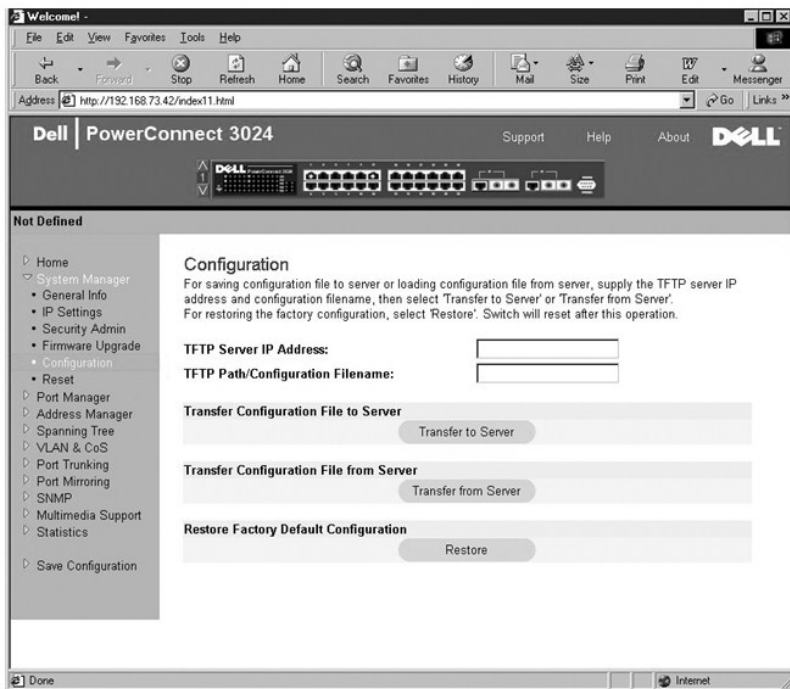 Welcome! -
File Edit View Favorites Tools Help
Back Forward Stop Refresh Home Search Favorites History Mail Size Print Edit Messenger
Address http://192.168.73.42/index11.html Go Links »
Dell PowerConnect 3024 Support Help About DELL
DELL
1
Not Defined
Home
System Manager
• General Info
• IP Settings
• Security Admin
• Firmware Upgrade
• Configuration
• Reset
Port Manager
Address Manager
Spanning Tree
VLAN & CoS
Port Trunking
Port Mirroring
SNMP
Multimedia Support
Statistics
Save Configuration
Configuration
For saving configuration file to server or loading configuration file from server, supply the TFTP server IP
address and configuration filename, then select 'Transfer to Server' or 'Transfer from Server'.
For restoring the factory configuration, select 'Restore'. Switch will reset after this operation.
TFTP Server IP Address:
TFTP Path/Configuration Filename:
Transfer Configuration File to Server
Transfer to Server
Transfer Configuration File from Server
Transfer from Server
Restore Factory Default Configuration
Restore
Done Internet